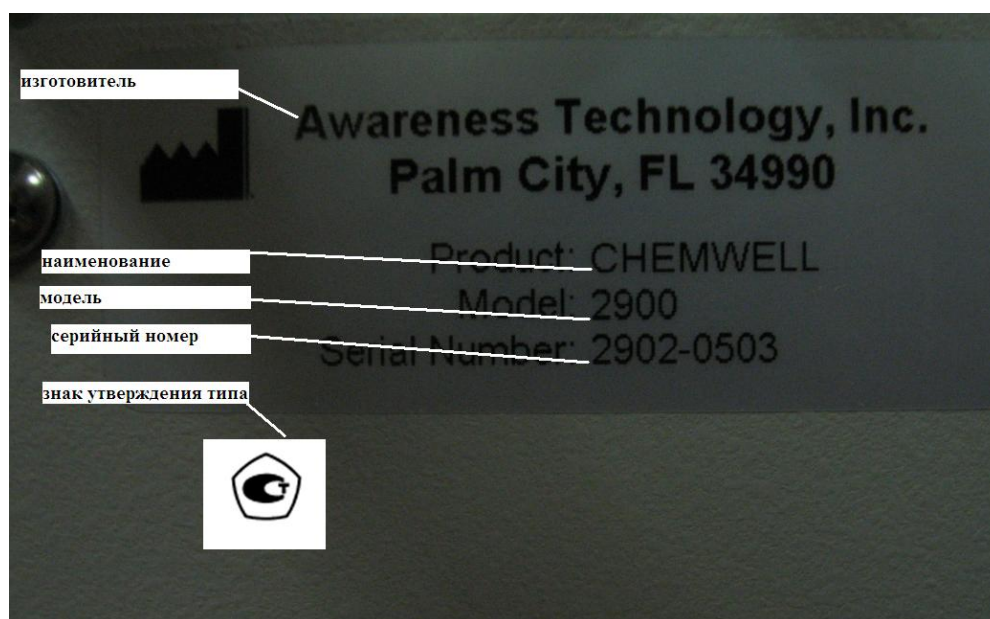 изготовитель
Awareness Technology, Inc.
Palm City, FL 34990
наименование
Product: CHEMWELL
модель
Model: 2900
серийный номер
Serial Number: 2902-0503
знак утверждения типа